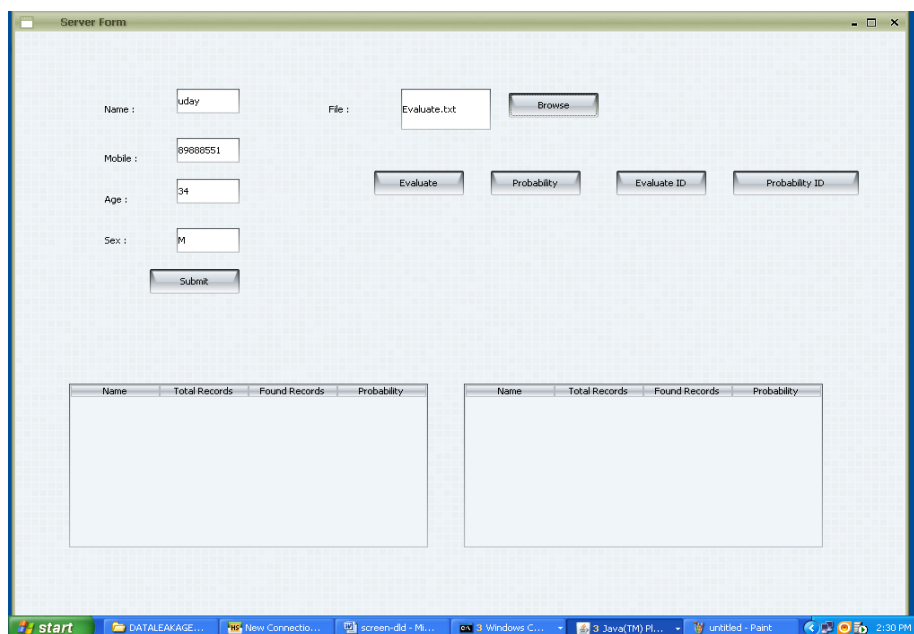 Server Form
Name : uday
File : Evaluate.txt Browse
Mobile : 89888551
Evaluate Probability Evaluate ID Probability ID
Age : 34
Sex : M
Submit
Name Total Records Found Records Probability
Name Total Records Found Records Probability
start DATALEAKAGE... HS New Connectio... screen-dld - Mi... 3 Windows C... 3 Java(TM) Pl... untitled - Paint 2:30 PM